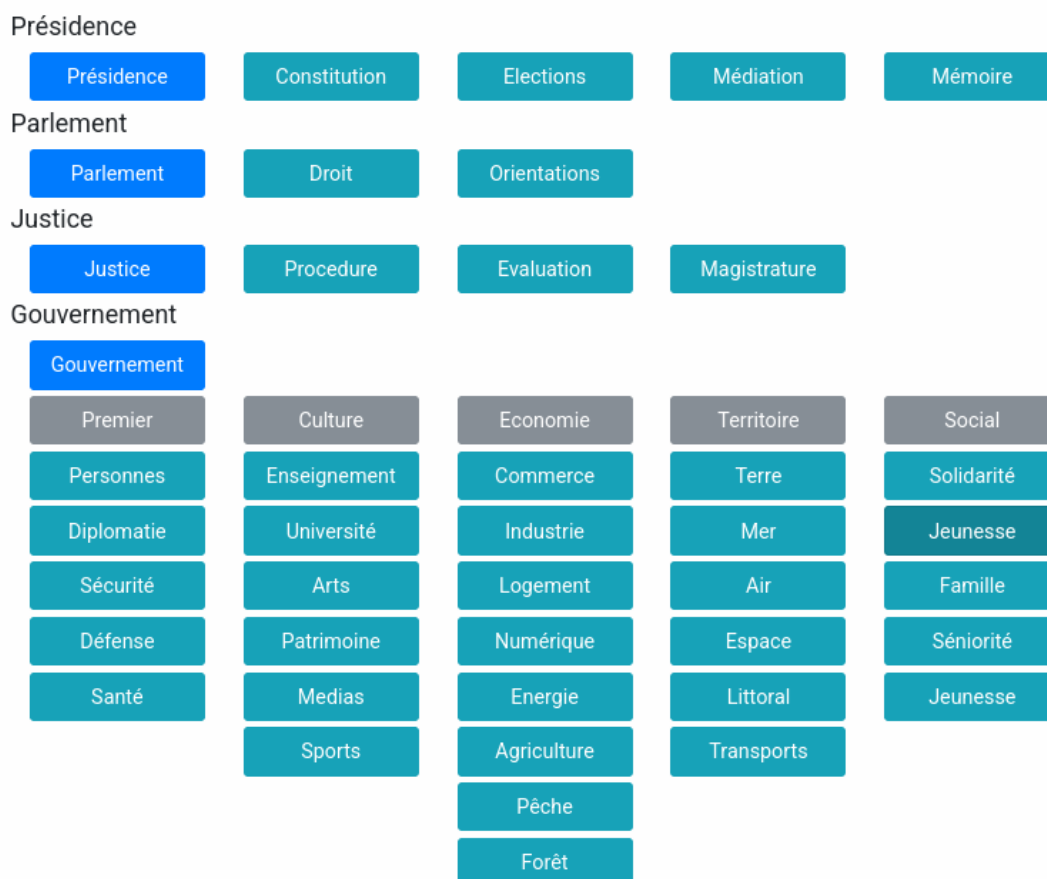 Présidence
Présidence Constitution Elections Médiation Mémoire
Parlement
Parlement Droit Orientations
Justice
Justice Procedure Evaluation Magistrature
Gouvernement
Gouvernement
Premier Culture Economie Territoire Social
Personnes Enseignement Commerce Terre Solidarité
Diplomatie Université Industrie Mer Jeunesse
Sécurité Arts Logement Air Famille
Défense Patrimoine Numérique Espace Séniorité
Santé Medias Energie Littoral Jeunesse
Sports Agriculture Transports
Pêche
Forêt